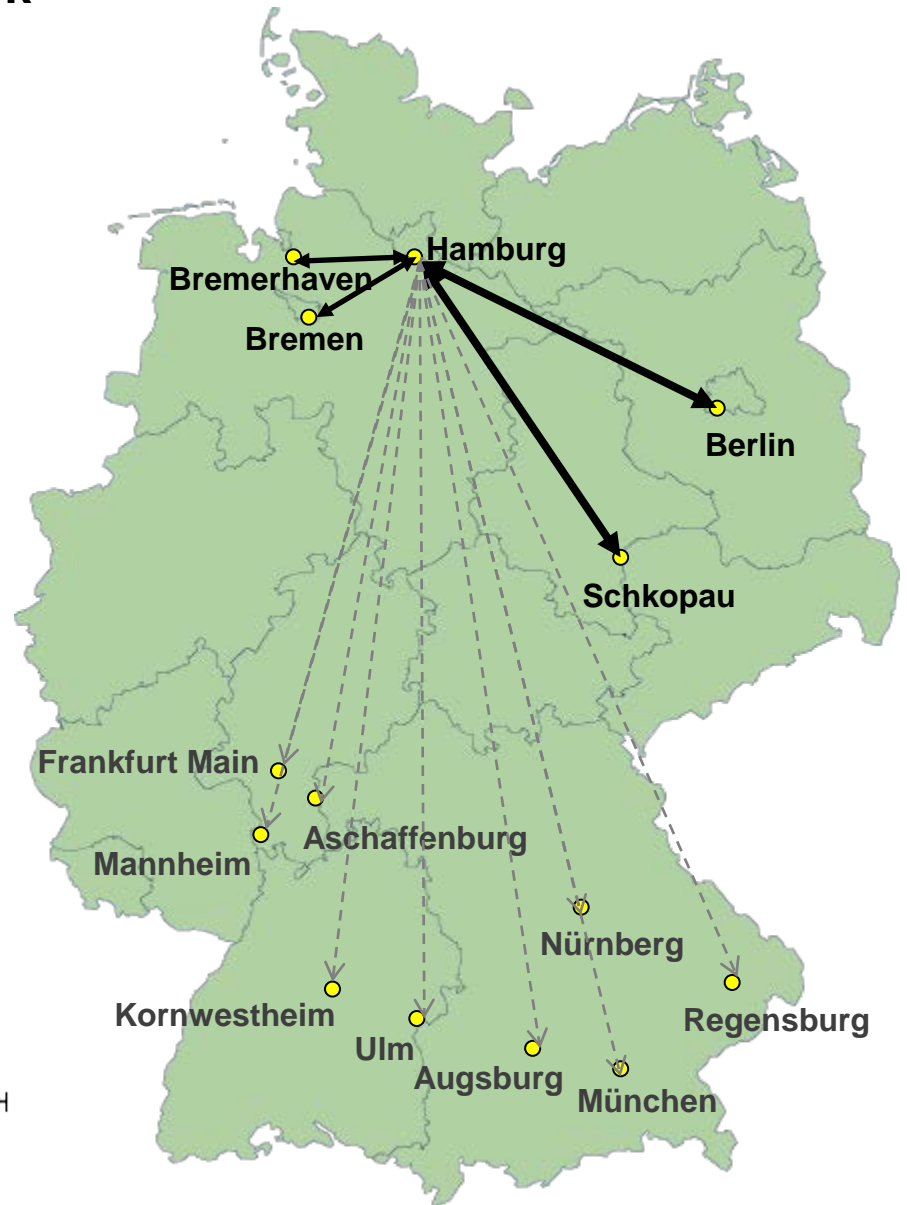 Hamburg
Bremerhaven
Bremen
Berlin
Schkopau
Frankfurt Main
Aschaffenburg
Mannheim
Nürnberg
Kornwestheim
Regensburg
Ulm
Augsburg
München
H